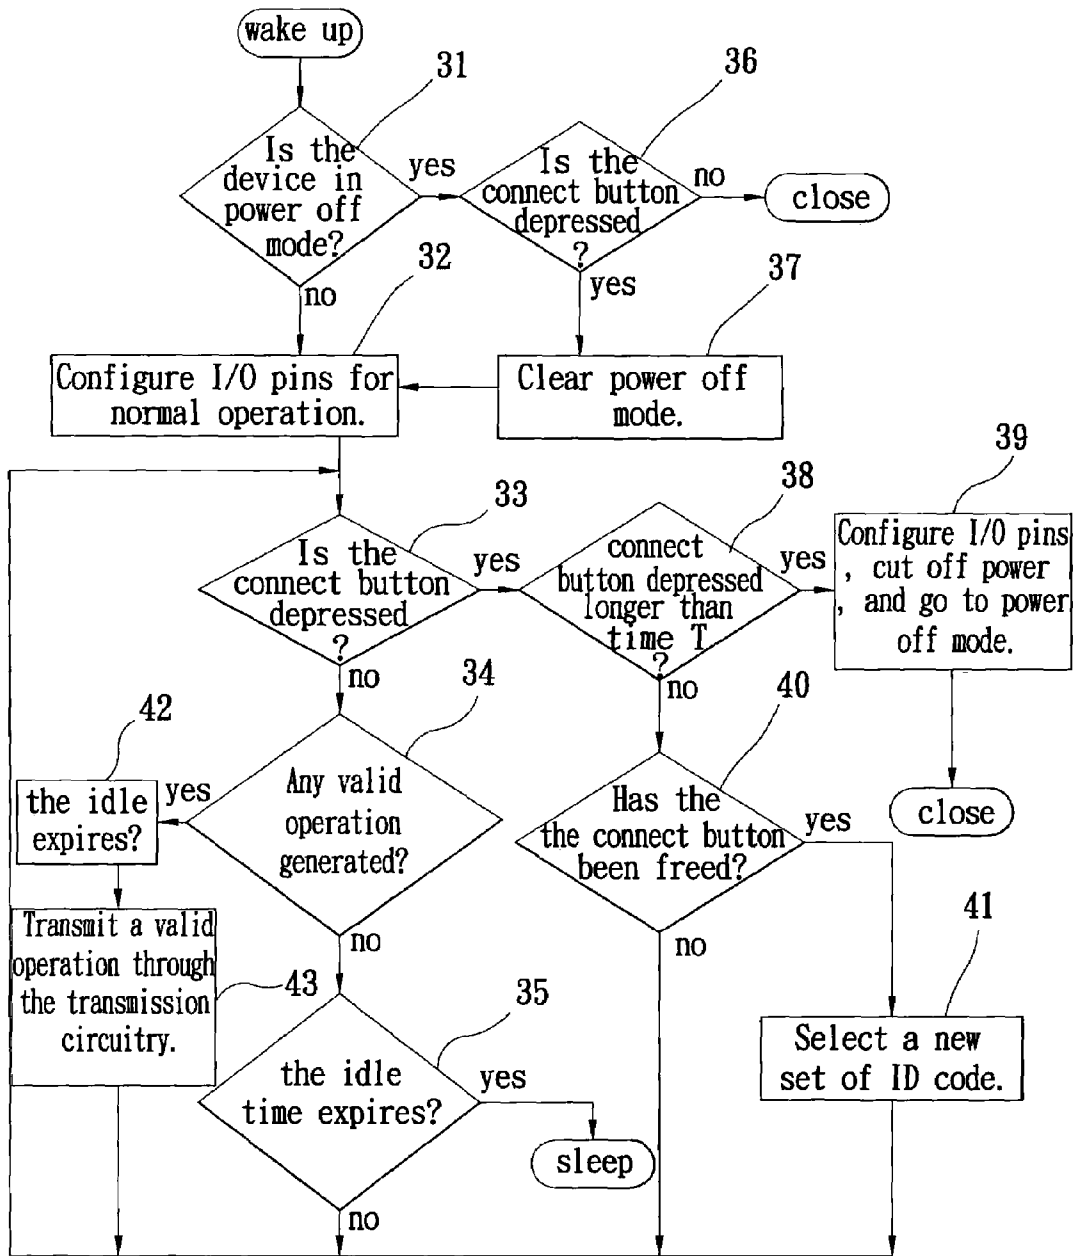 wake up
31
36
Is the
device in
power off
mode?
yes
Is the
connect button
depressed
?
no
close
no
32
yes
37
Configure I/O pins for
normal operation.
Clear power off
mode.
33
38
39
Is the
connect button
depressed
?
yes
connect
button depressed
longer than
time T
?
yes
Configure I/O pins
, cut off power
, and go to power
off mode.
no
34
no
40
42
the idle
expires?
yes
Any valid
operation
generated?
Has the
the connect button
been freed?
yes
close
Transmit a valid
operation through
the transmission
circuitry.
43
no
35
no
41
the idle
time expires?
yes
sleep
Select a new
set of ID code.
no